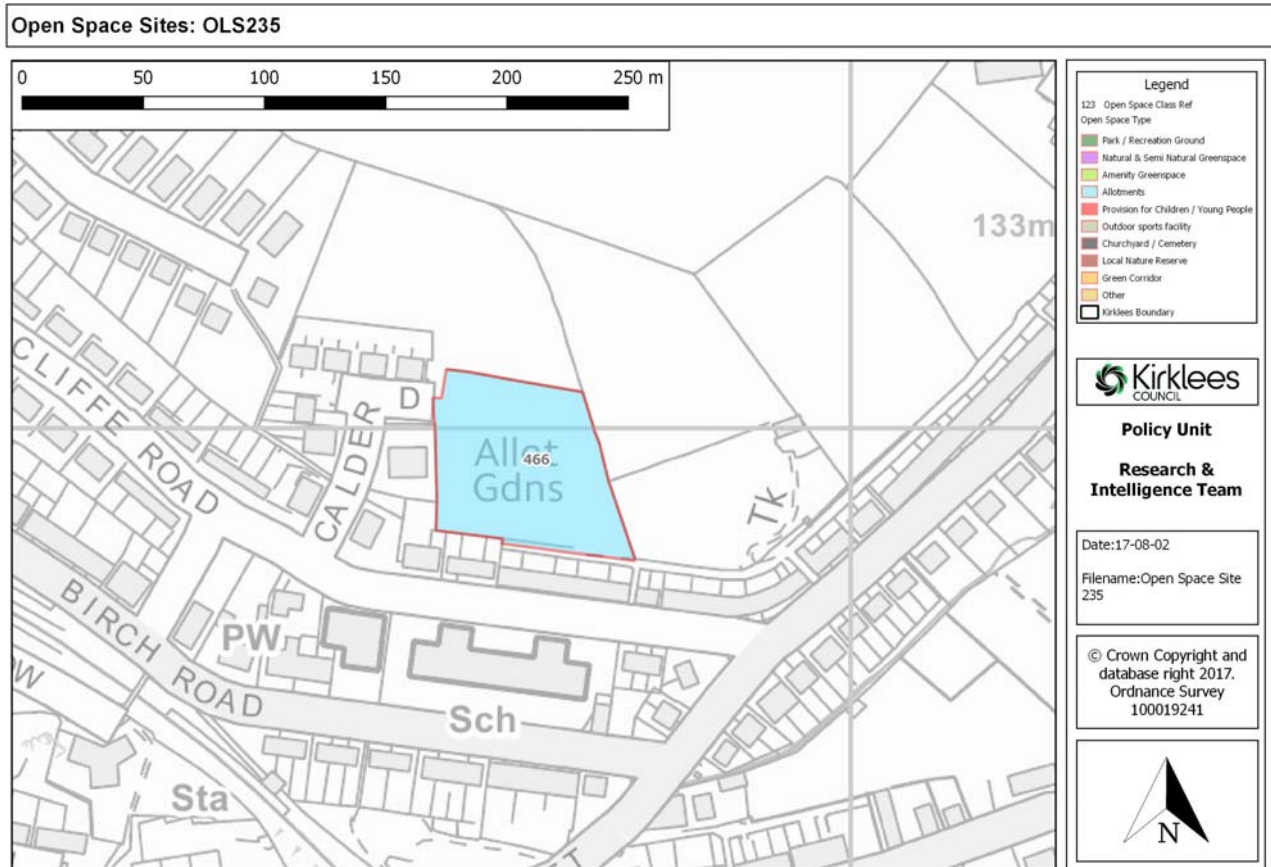 Open Space Sites: OLS235
0 50 100 150 200 250 m
133m
CLIFFE ROAD
CALDER
D
Allot
Gdns
466
Tk
BIRCH ROAD
PW
Sch
Sta
Legend
123 Open Space Class Ref
Open Space Type
Park / Recreation Ground
Natural & Semi Natural Greenspace
Amenity Greenspace
Allotments
Provision for Children / Young People
Outdoor sports facility
Churchyard / Cemetery
Local Nature Reserve
Green Corridor
Other
Kirklees Boundary
Kirklees
COUNCIL
Policy Unit
Research &
Intelligence Team
Date:17-08-02
Filename:Open Space Site
235
© Crown Copyright and
database right 2017.
Ordnance Survey
100019241
N